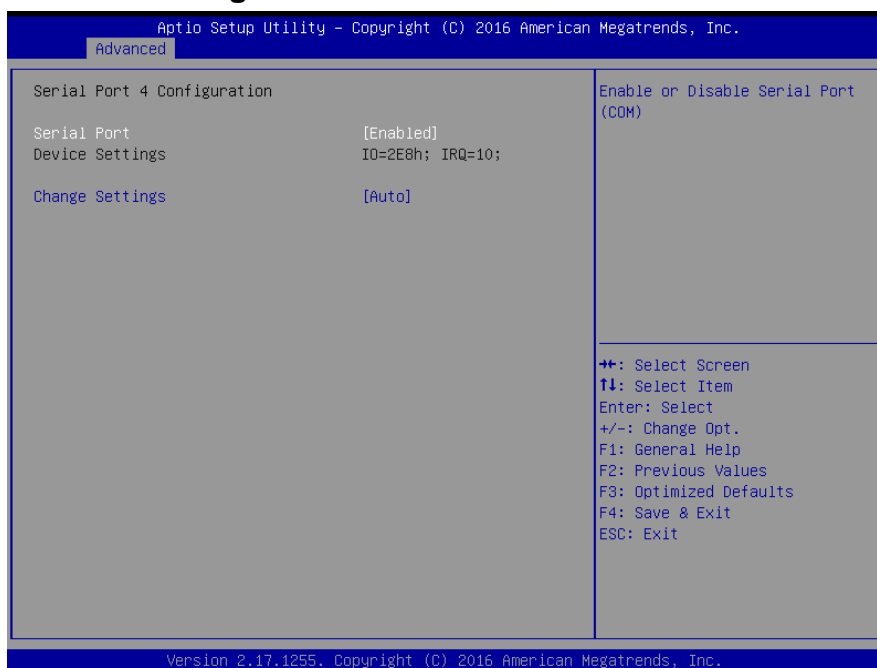 Aptio Setup Utility – Copyright (C) 2016 American Megatrends, Inc.
Advanced
Serial Port 4 Configuration
Serial Port [Enabled]
Device Settings IO=2E8h; IRQ=10;
Change Settings [Auto]
Enable or Disable Serial Port
(COM)
→←: Select Screen
↑↓: Select Item
Enter: Select
+/-: Change Opt.
F1: General Help
F2: Previous Values
F3: Optimized Defaults
F4: Save & Exit
ESC: Exit
Version 2.17.1255. Copyright (C) 2016 American Megatrends, Inc.